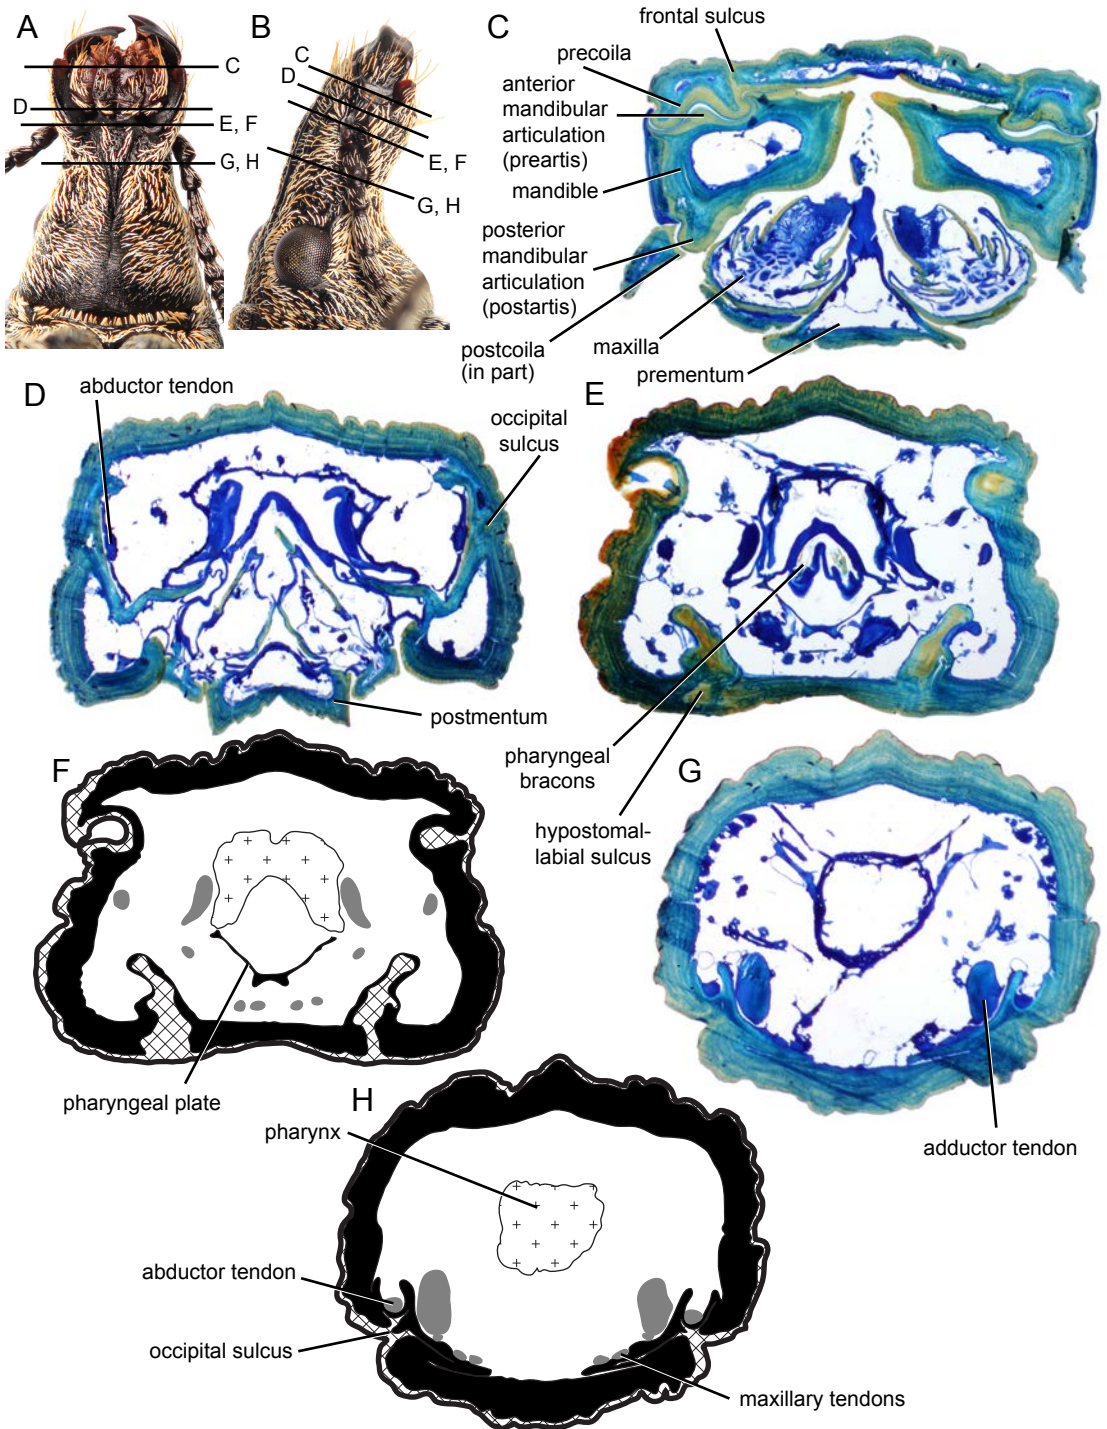 A
B
C
D
E, F
G, H
C
D
E, F
G, H
C
frontal sulcus
precoila
anterior
mandibular
articulation
(preartis)
mandible
posterior
mandibular
articulation
(postartis)
postcoila
(in part)
maxilla
prementum
D
abductor tendon
occipital
sulcus
postmentum
E
pharyngeal
bracons
hypostomal-
labial sulcus
F
pharyngeal plate
G
adductor tendon
H
pharynx
abductor tendon
occipital sulcus
maxillary tendons